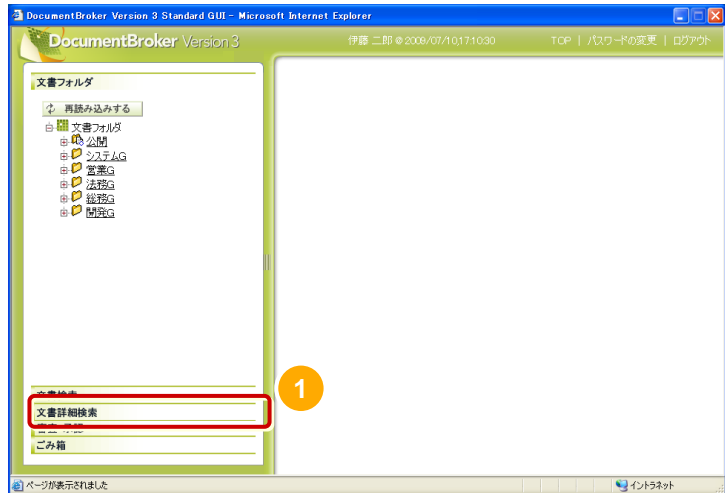 DocumentBroker Version 3 Standard GUI - Microsoft Internet Explorer
DocumentBroker Version 3
伊藤 二郎 @ 2009/07/10,17:10:30
TOP | パスワードの変更 | ログアウト
文書フォルダ
再読み込みする
文書フォルダ
公開
システムG
営業G
法務G
総務G
開発G
文書検索
1
文書詳細検索
ごみ箱
ページが表示されました
イントラネット